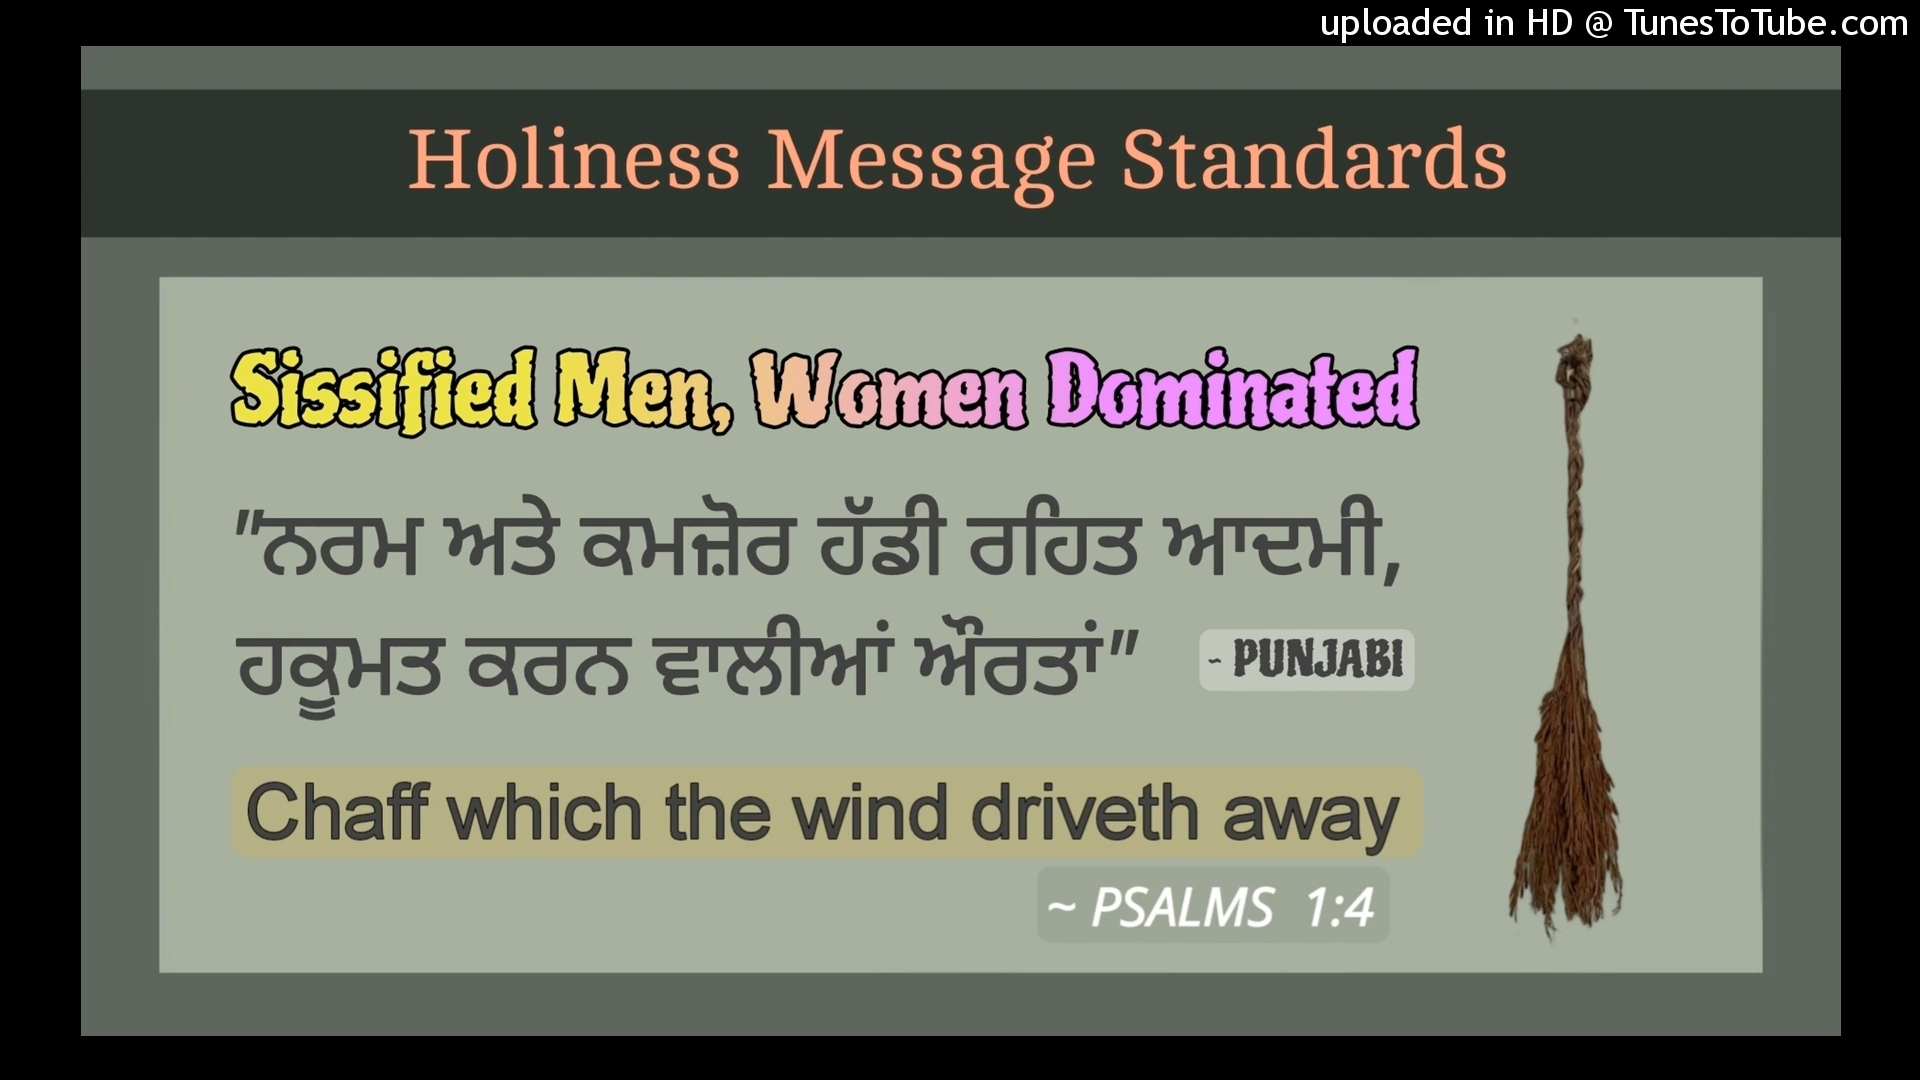 uploaded in HD @ TunesToTube.com
Holiness Message Standards
Sissified Men, Women Dominated
"ਨਰਮ ਅਤੇ ਕਮਜ਼ੋਰ ਹੱਡੀ ਰਹਿਤ ਆਦਮੀ,
ਹਕੂਮਤ ਕਰਨ ਵਾਲੀਆਂ ਔਰਤਾਂ" - PUNJABI
Chaff which the wind driveth away
~ PSALMS 1:4